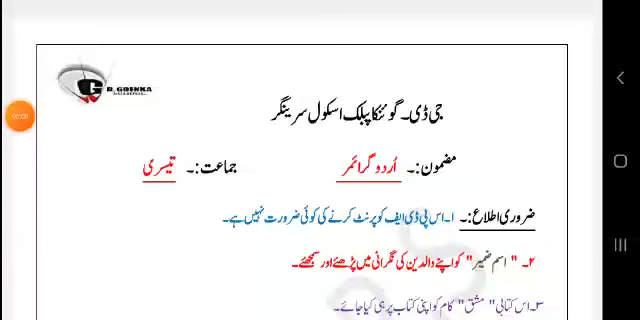 G D. GOENKA
جی ڈی۔ گوئنکا پبلک اسکول سرینگر
مضمون:۔ اُردو گرائمر جماعت:۔ تیسری
ضروری اطلاع:۔ ۱۔ اس پی ڈی ایف کو پرنٹ کرنے کی کوئی ضرورت نہیں ہے۔
۲۔ " اسم ضمیر" کو اپنے والدین کی نگرانی میں پڑھئے اور سمجھئے۔
۳۔ اس کتابی" مشق" کام کو اپنی کتاب پر ہی کیا جائے۔